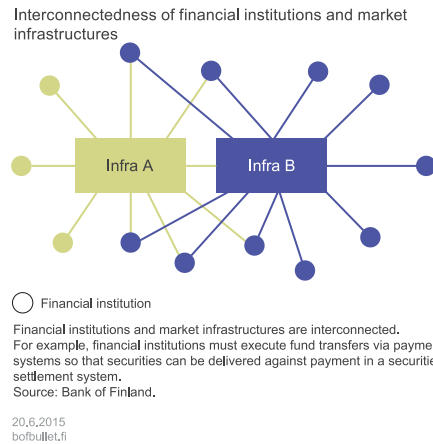 Interconnectedness of financial institutions and market
infrastructures
Infra A
Infra B
Financial institution
Financial institutions and market infrastructures are interconnected.
For example, financial institutions must execute fund transfers via
systems so that securities can be delivered against payment in a
settlement system.
Source: Bank of Finland.
20.6.2015
bofbullet.fi